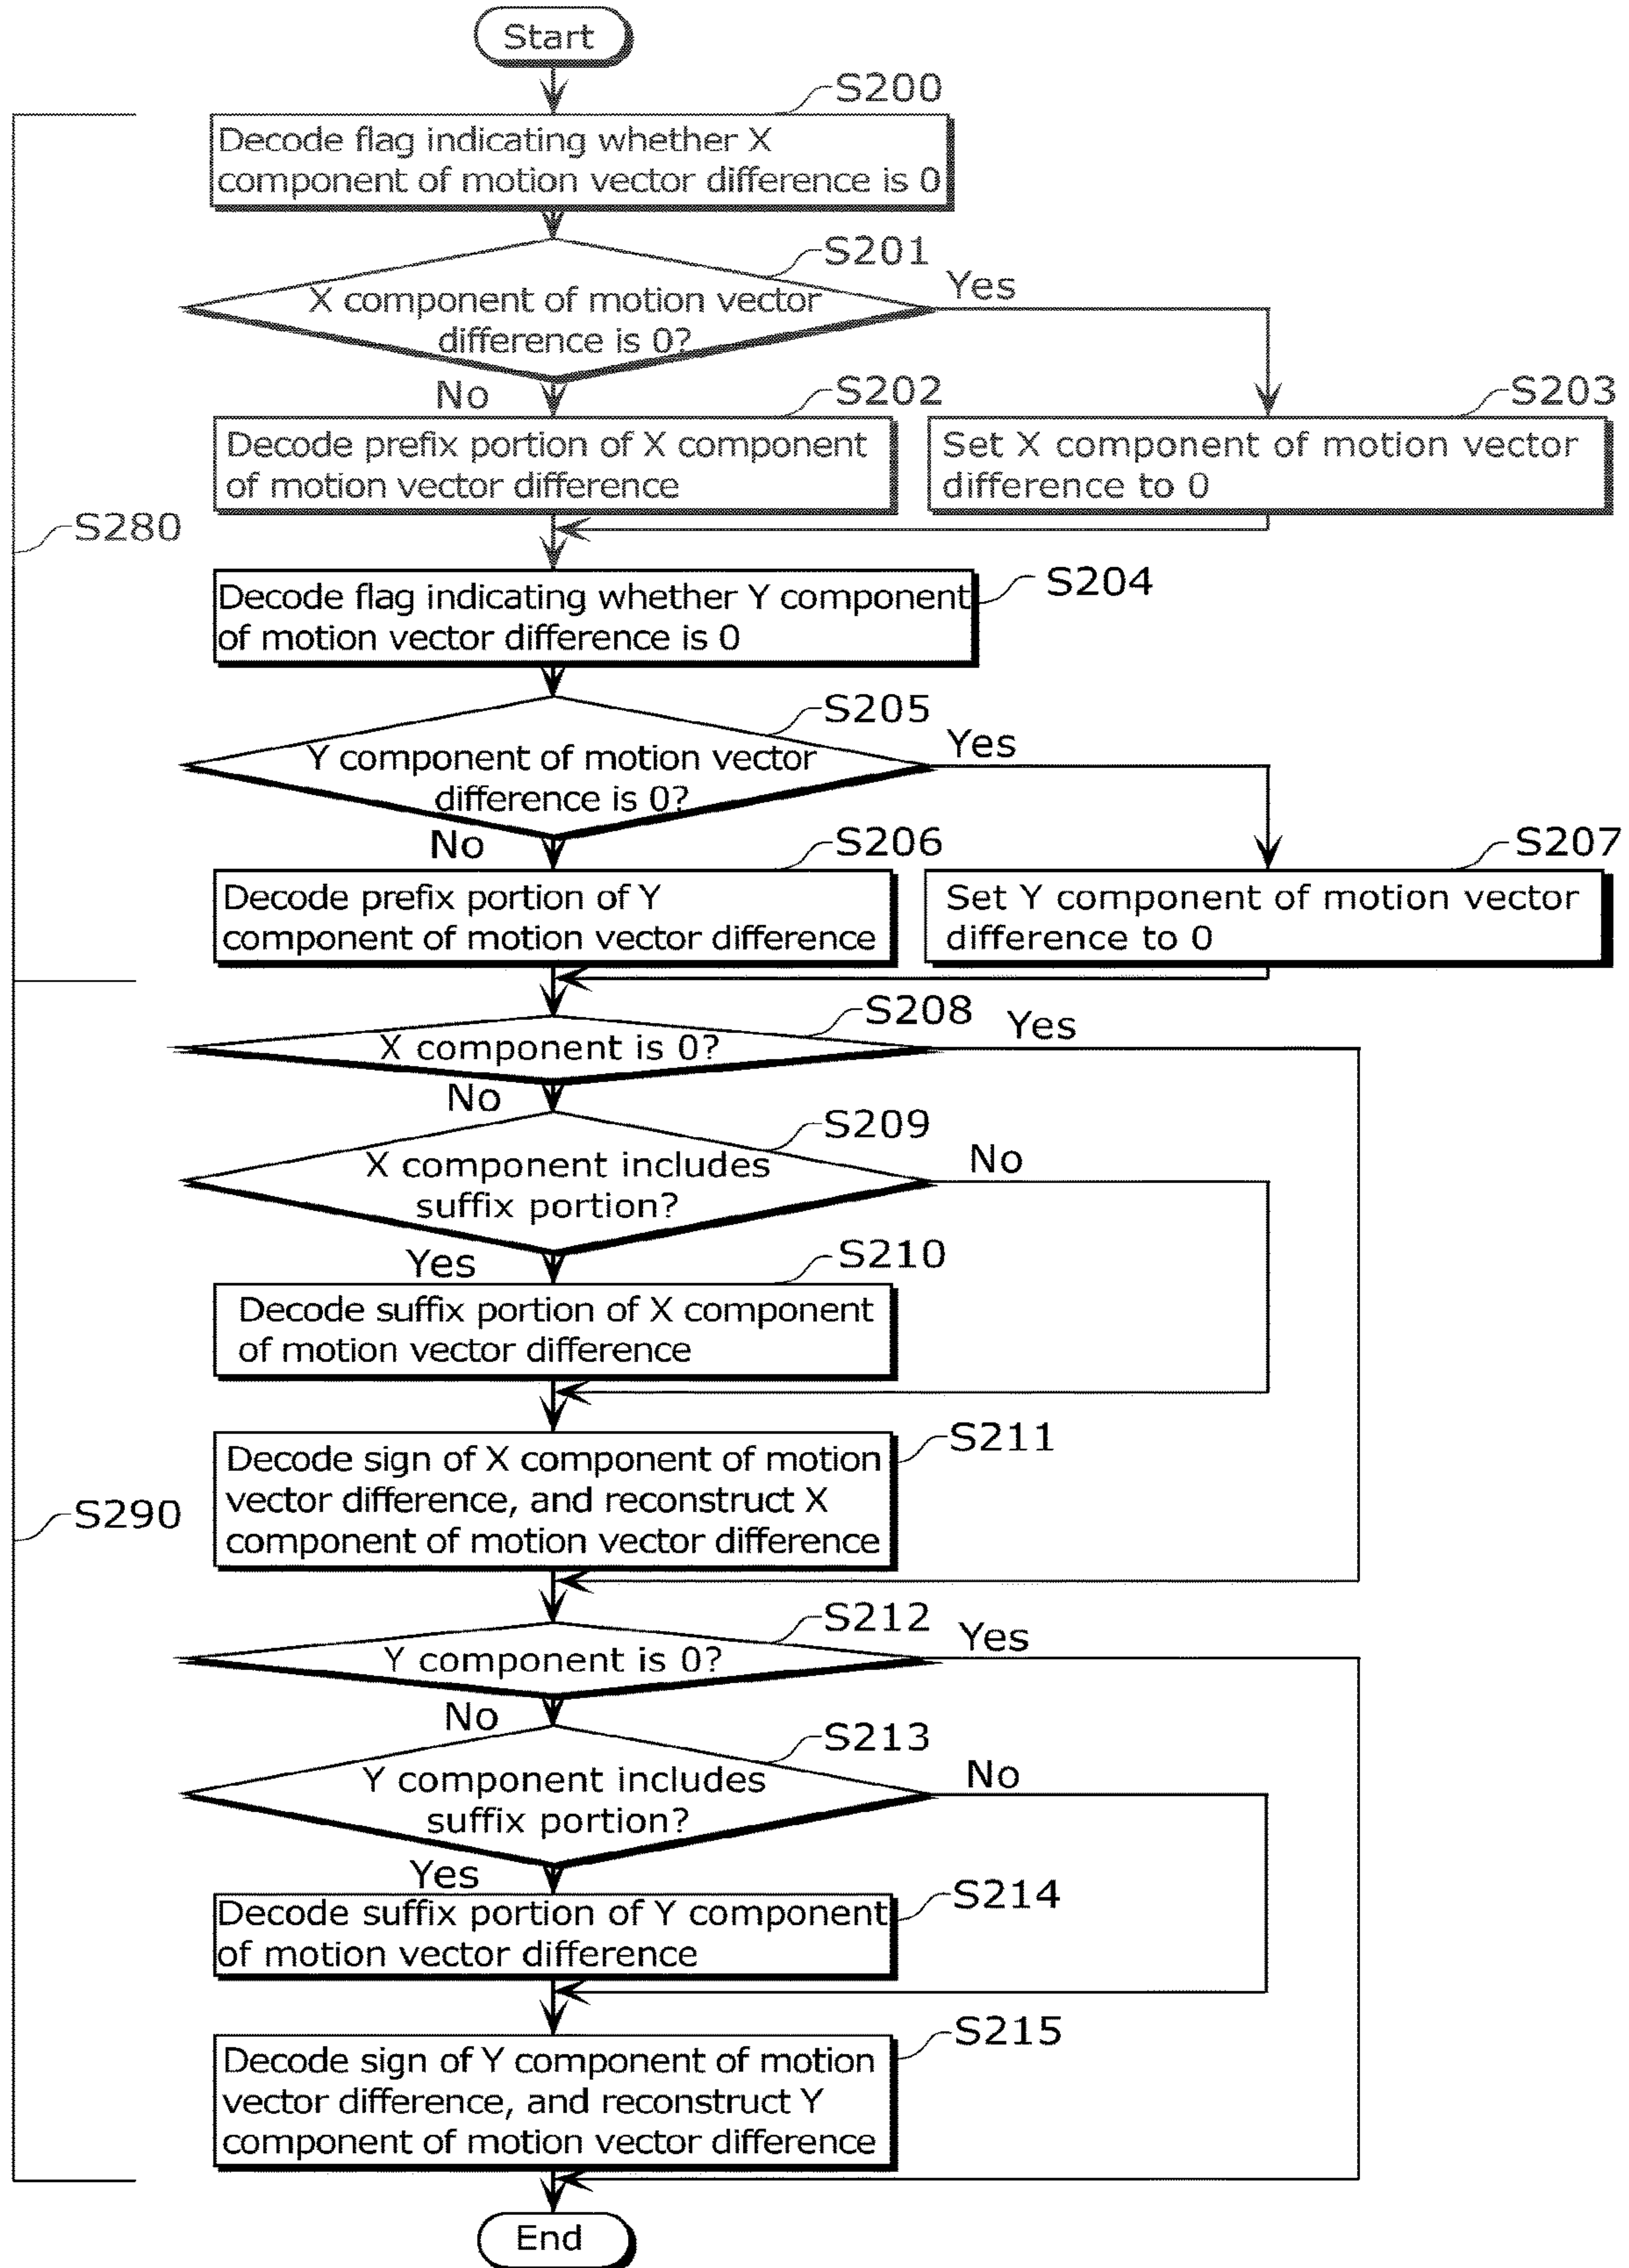 Start
S200
Decode flag indicating whether X
component of motion vector difference is 0
S201
X component of motion vector
difference is 0?
Yes
No
S202
Decode prefix portion of X component
of motion vector difference
S203
Set X component of motion vector
difference to 0
S280
S204
Decode flag indicating whether Y component
of motion vector difference is 0
S205
Y component of motion vector
difference is 0?
Yes
No
S206
Decode prefix portion of Y
component of motion vector difference
S207
Set Y component of motion vector
difference to 0
S208
X component is 0?
Yes
No
S209
X component includes
suffix portion?
No
Yes
S210
Decode suffix portion of X component
of motion vector difference
S211
Decode sign of X component of motion
vector difference, and reconstruct X
component of motion vector difference
S290
S212
Y component is 0?
Yes
No
S213
Y component includes
suffix portion?
No
Yes
S214
Decode suffix portion of Y component
of motion vector difference
S215
Decode sign of Y component of motion
vector difference, and reconstruct Y
component of motion vector difference
End